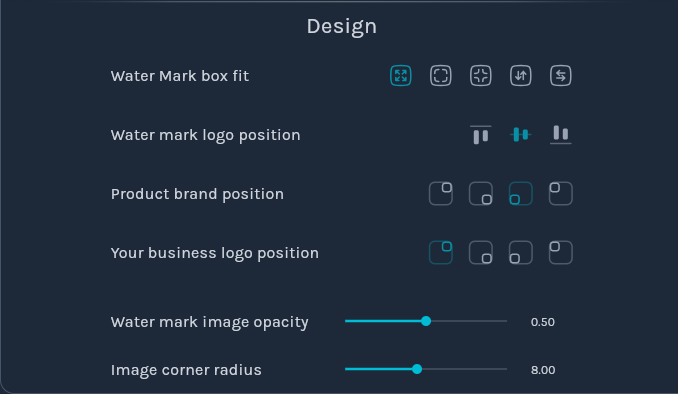 Design
Water Mark box fit
Water mark logo position
Product brand position
Your business logo position
Water mark image opacity 0.50
Image corner radius 8.00